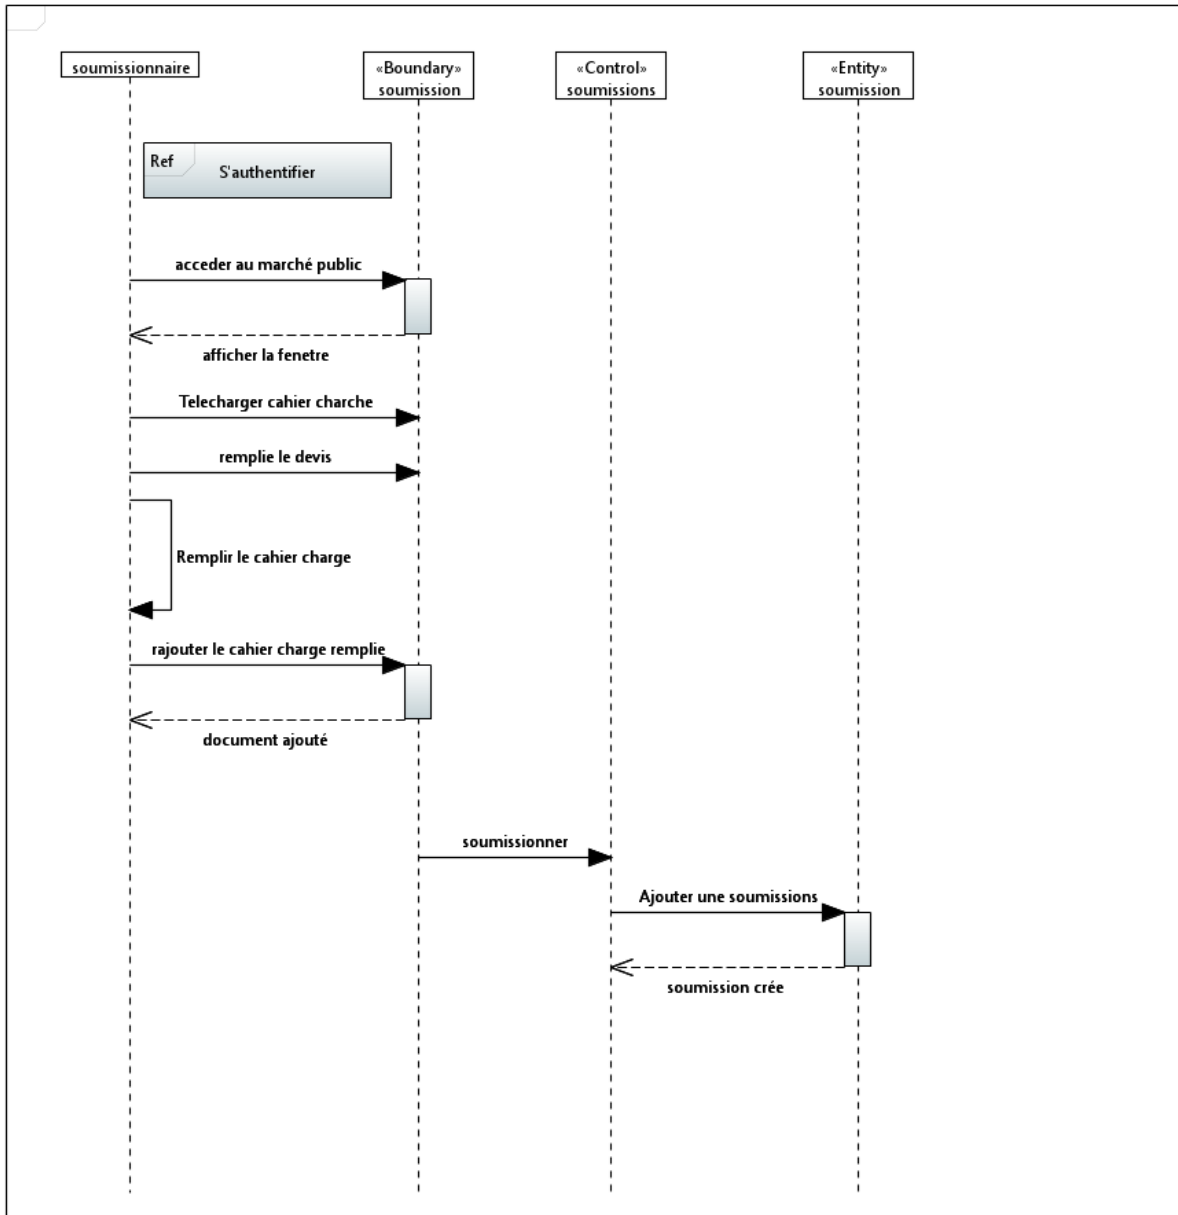 soumissionnaire
«Boundary»
soumission
«Control»
soumissions
«Entity»
soumission
Ref
S'authentifier
acceder au marché public
afficher la fenetre
Telecharger cahier charche
remplie le devis
Remplir le cahier charge
rajouter le cahier charge remplie
document ajouté
soumissionner
Ajouter une soumissions
soumission crée